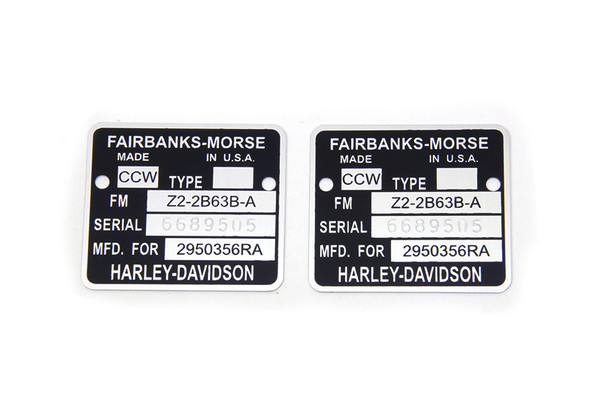 FAIRBANKS-MORSE
MADE IN U.S.A.
CCW TYPE
FM Z2-2B63B-A
SERIAL 6689505
MFD. FOR 2950356RA
HARLEY-DAVIDSON
FAIRBANKS-MORSE
MADE IN U.S.A.
CCW TYPE
FM Z2-2B63B-A
SERIAL 6689505
MFD. FOR 2950356RA
HARLEY-DAVIDSON